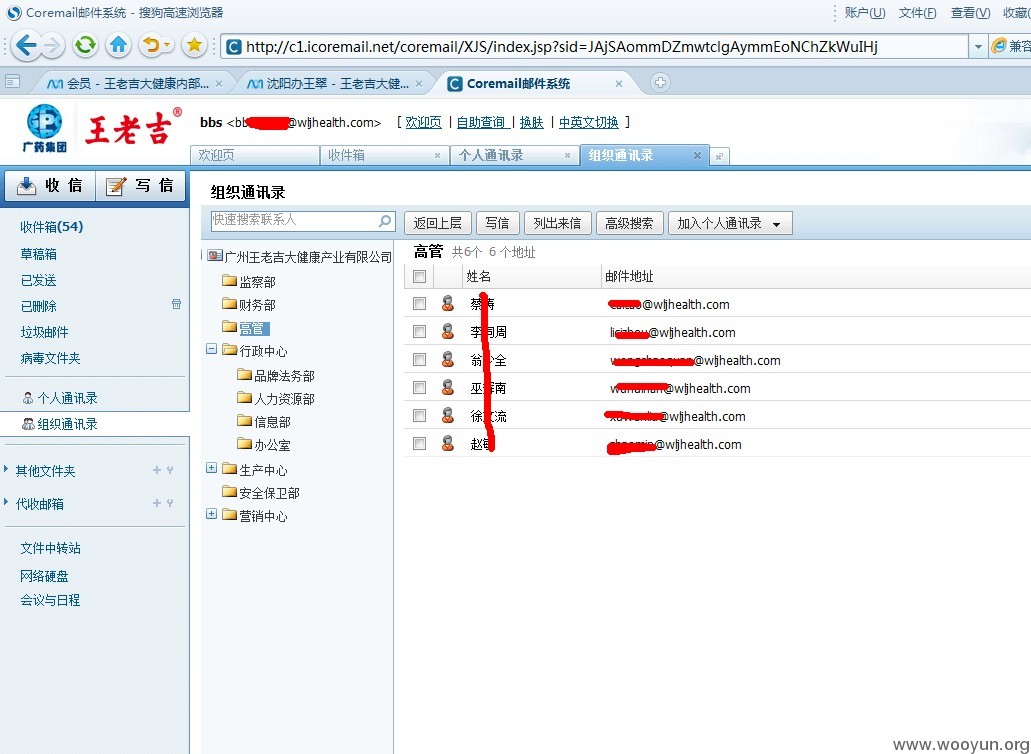 Coremail邮件系统 - 搜狗高速浏览器
账户(U) 文件(F) 查看(V) 收藏(
http://c1.icoremail.net/coremail/XJS/index.jsp?sid=JAjSAommDZmwtclgAymmEoNChZkWuIHj
兼容
会员 - 王老吉大健康内部...
沈阳办王翠 - 王老吉大健...
Coremail邮件系统
广药集团
王老吉®
bbs <bb @wljhealth.com> [ 欢迎页 | 自助查询 | 换肤 | 中英文切换 ]
欢迎页 收件箱 个人通讯录 组织通讯录
收信 写信
收件箱(54)
草稿箱
已发送
已删除
垃圾邮件
病毒文件夹
个人通讯录
组织通讯录
其他文件夹
代收邮箱
文件中转站
网络硬盘
会议与日程
组织通讯录
快速搜索联系人
返回上层 写信 列出来信 高级搜索 加入个人通讯录
广州王老吉大健康产业有限公司
监察部
财务部
高管
行政中心
品牌法务部
人力资源部
信息部
办公室
生产中心
安全保卫部
营销中心
高管 共6个 6 个地址
姓名 邮件地址
蔡 @wljhealth.com
李 周 li @wljhealth.com
翁 全 @wljhealth.com
巫 南 @wljhealth.com
徐 流 @wljhealth.com
赵 @wljhealth.com
www.wooyun.org